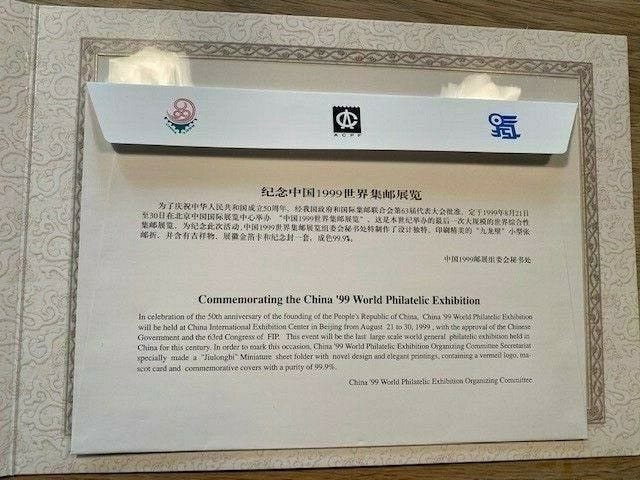 ACPF
纪念中国1999世界集邮展览
为了庆祝中华人民共和国成立50周年，经我国政府和国际集邮联合会第63届代表大会批准，定于1999年8月21日
至30日在北京中国国际展览中心举办 “中国1999世界集邮展览”，这是本世纪举办的最后一次大规模的世界综合性
集邮展览。为纪念此次活动，中国1999世界集邮展览组委会秘书处特制作了设计独特、印刷精美的“九龙壁”小型张
邮折，并含有吉祥物、展徽金箔卡和纪念封一套，成色99.9%。
中国1999邮展组委会秘书处
Commemorating the China '99 World Philatelic Exhibition
In celebration of the 50th anniversary of the founding of the People's Republic of China, China '99 World Philatelic Exhibition
will be held at China International Exhibition Center in Beijing from August 21 to 30, 1999, with the approval of the Chinese
Government and the 63rd Congress of FIP. This event will be the last large scale world general philatelic exhibition held in
China for this century. In order to mark this occasion, China '99 World Philatelic Exhibition Organizing Committee Secretariat
specially made a "Jiulongbi" Miniature sheet folder with novel design and elegant printings, containing a vermeil logo, ma-
scot card and commemorative covers with a purity of 99.9%.
China '99 World Philatelic Exhibition Organizing Committee